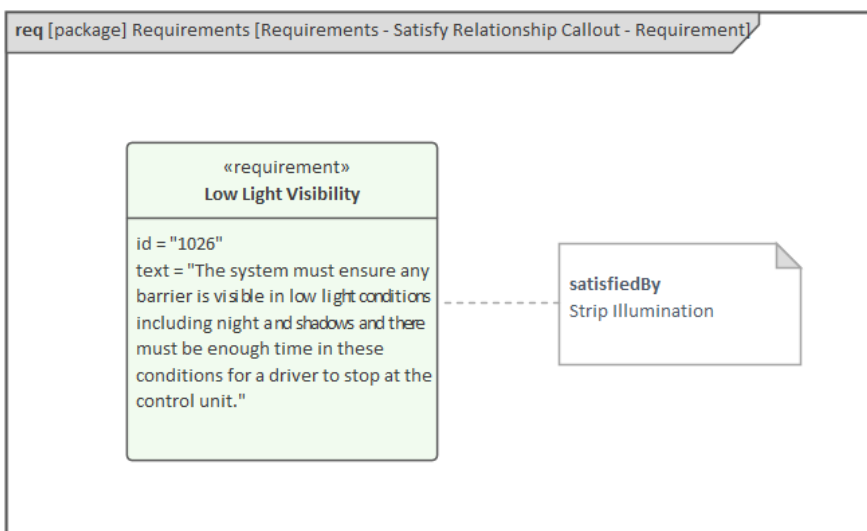 req [package] Requirements [Requirements - Satisfy Relationship Callout - Requirement]
«requirement»
Low Light Visibility
id = "1026"
text = "The system must ensure any
barrier is visible in low light conditions
including night and shadows and there
must be enough time in these
conditions for a driver to stop at the
control unit."
satisfiedBy
Strip Illumination